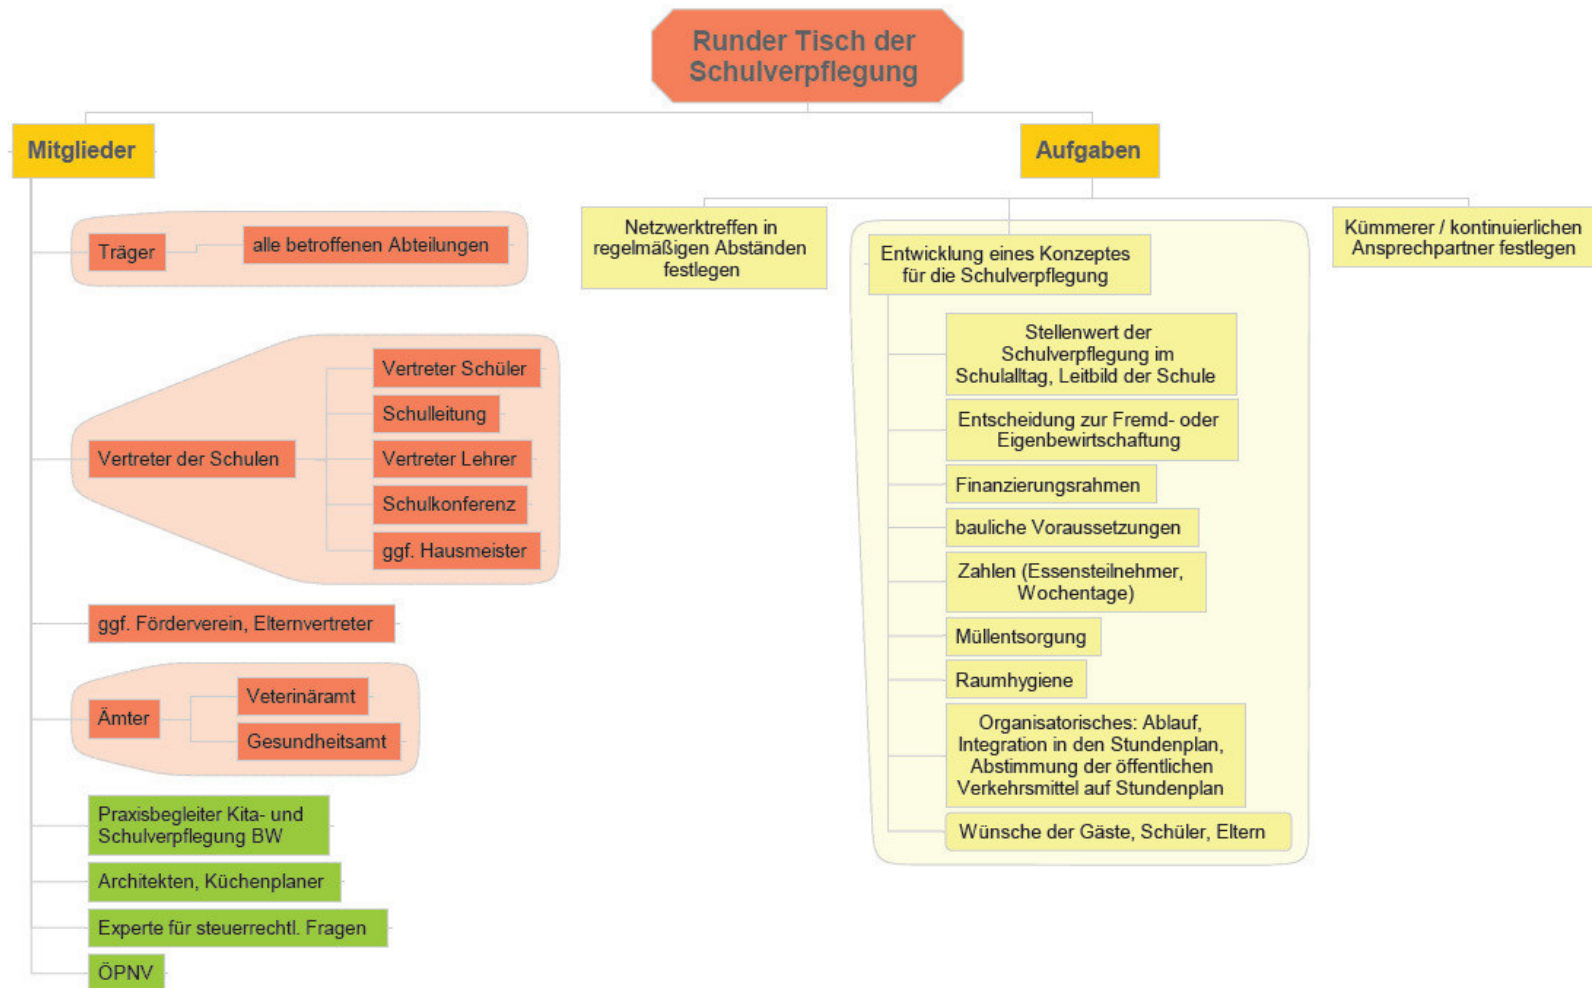 Runder Tisch der
Schulverpflegung
Mitglieder
Träger
alle betroffenen Abteilungen
Vertreter der Schulen
Vertreter Schüler
Schulleitung
Vertreter Lehrer
Schulkonferenz
ggf. Hausmeister
ggf. Förderverein, Elternvertreter
Ämter
Veterinäramt
Gesundheitsamt
Praxisbegleiter Kita- und
Schulverpflegung BW
Architekten, Küchenplaner
Experte für steuerrechtl. Fragen
ÖPNV
Aufgaben
Netzwerktreffen in
regelmäßigen Abständen
festlegen
Entwicklung eines Konzeptes
für die Schulverpflegung
Stellenwert der
Schulverpflegung im
Schulalltag, Leitbild der Schule
Entscheidung zur Fremd- oder
Eigenbewirtschaftung
Finanzierungsrahmen
bauliche Voraussetzungen
Zahlen (Essensteilnehmer,
Wochentage)
Müllentsorgung
Raumhygiene
Organisatorisches: Ablauf,
Integration in den Stundenplan,
Abstimmung der öffentlichen
Verkehrsmittel auf Stundenplan
Wünsche der Gäste, Schüler, Eltern
Kümmerer / kontinuierlichen
Ansprechpartner festlegen